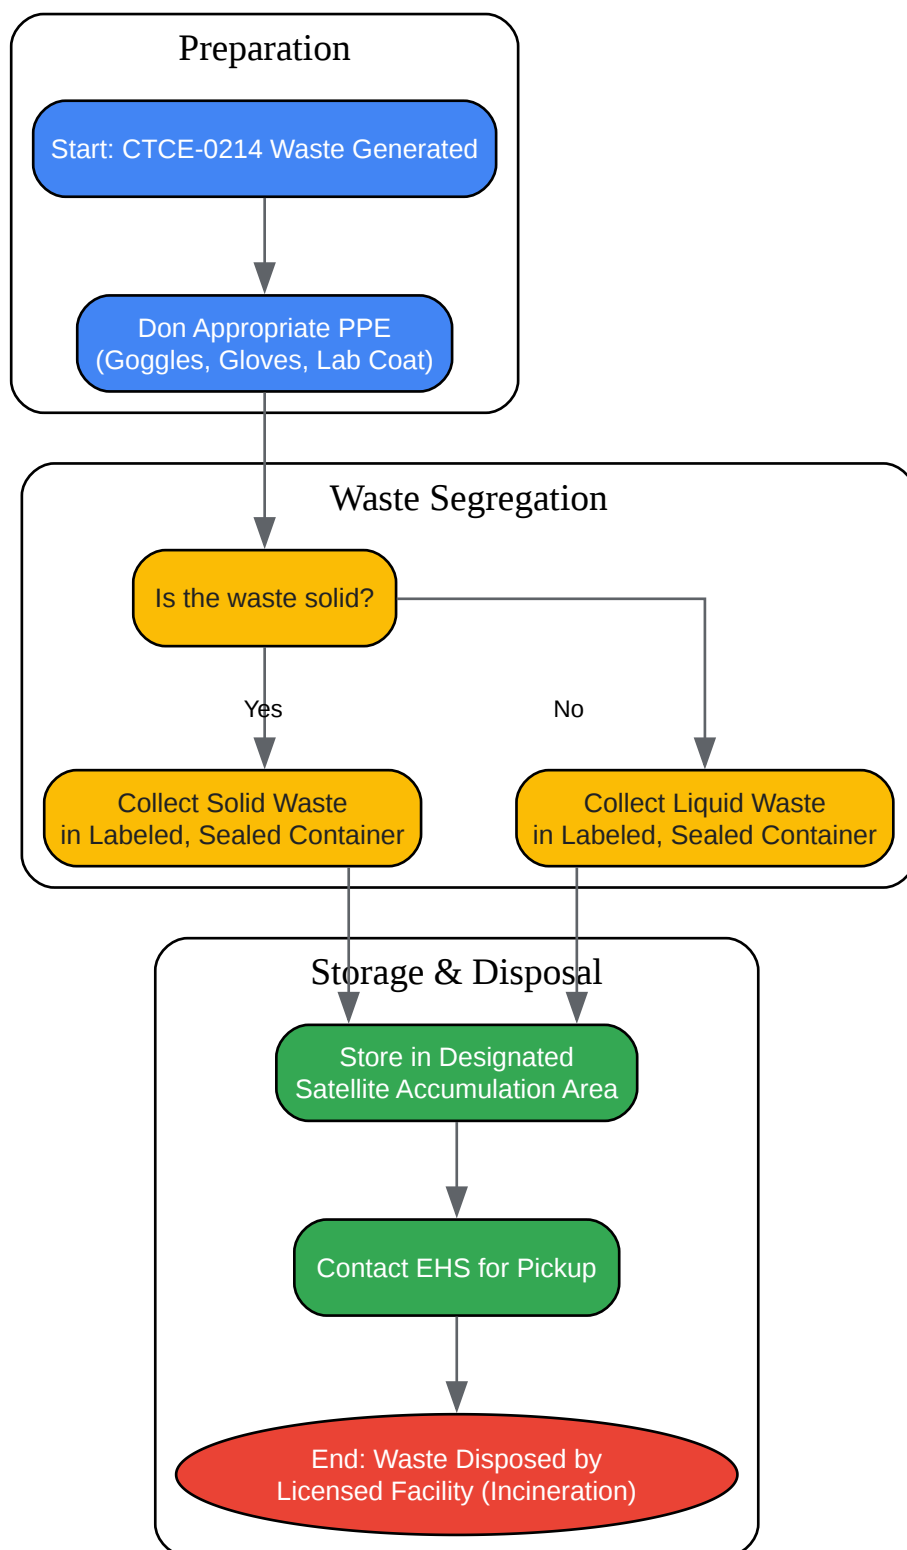 Preparation
Start: CTCE-0214 Waste Generated
Don Appropriate PPE
(Goggles, Gloves, Lab Coat)
Waste Segregation
Is the waste solid?
Yes
No
Collect Solid Waste
in Labeled, Sealed Container
Collect Liquid Waste
in Labeled, Sealed Container
Storage & Disposal
Store in Designated
Satellite Accumulation Area
Contact EHS for Pickup
End: Waste Disposed by
Licensed Facility (Incineration)